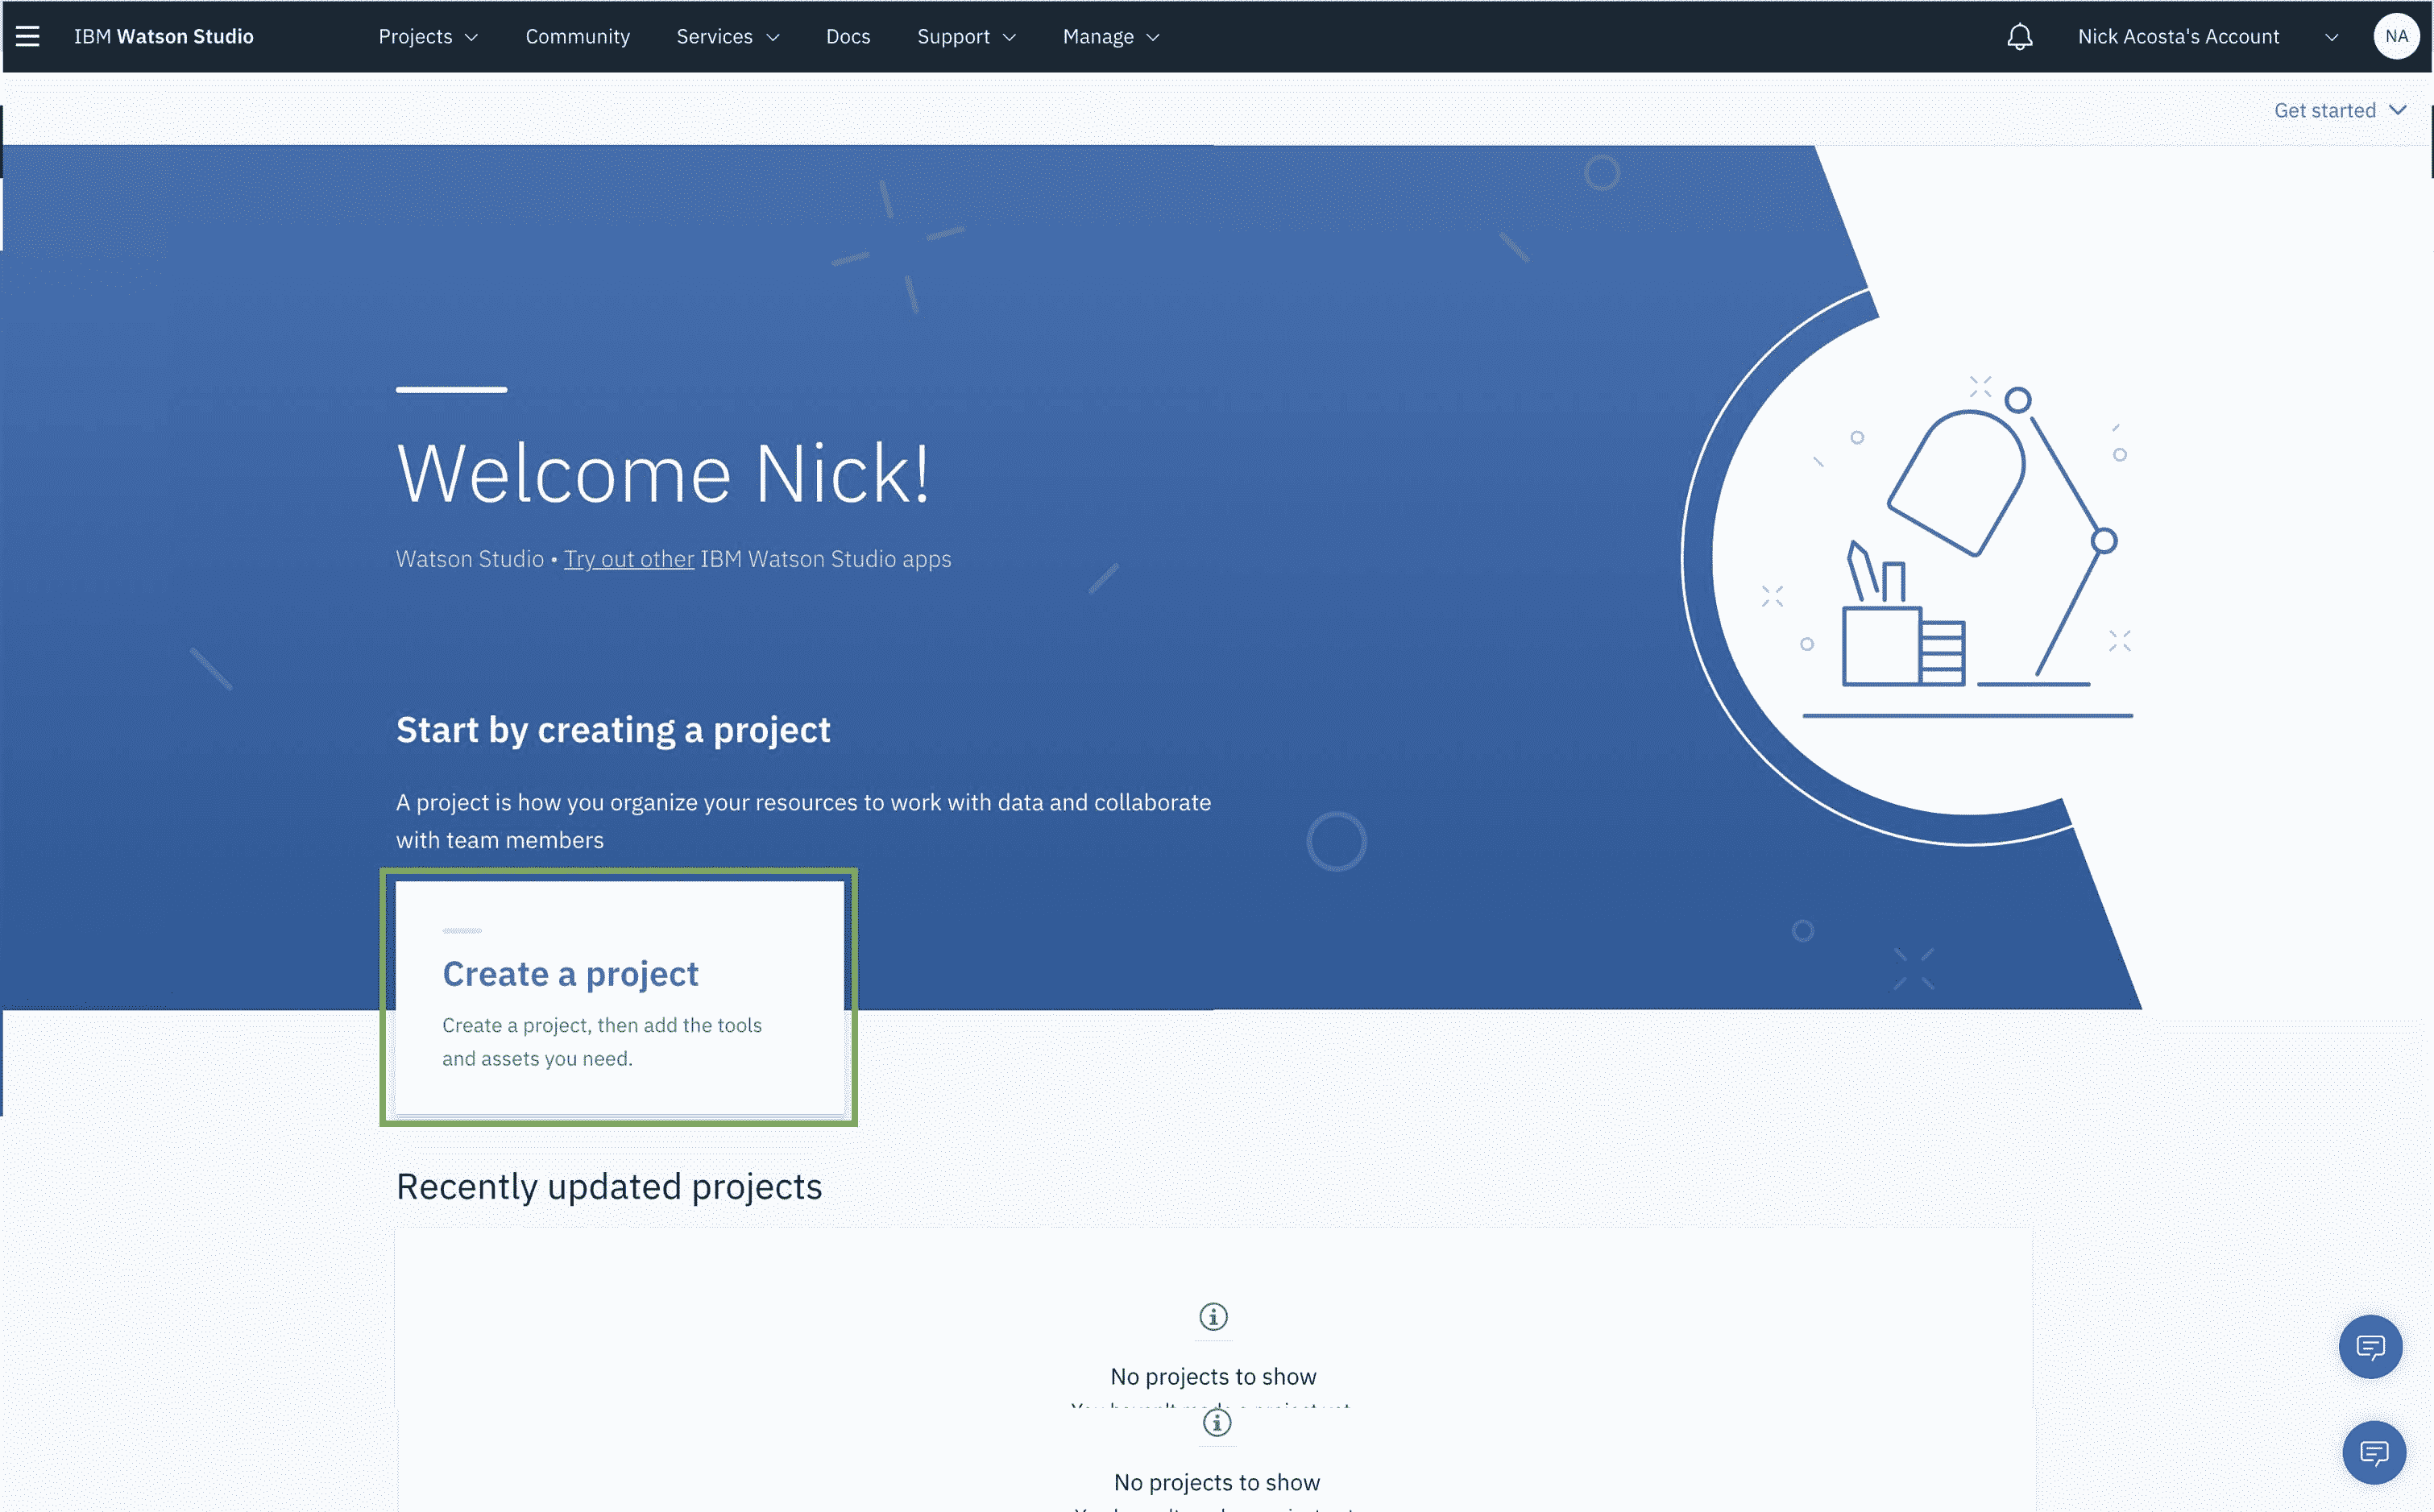 IBM Watson Studio Projects Community Services Docs Support Manage Nick Acosta's Account NA
Get started
Welcome Nick!
Watson Studio • Try out other IBM Watson Studio apps
Start by creating a project
A project is how you organize your resources to work with data and collaborate
with team members
Create a project
Create a project, then add the tools
and assets you need.
Recently updated projects
No projects to show
No projects to show